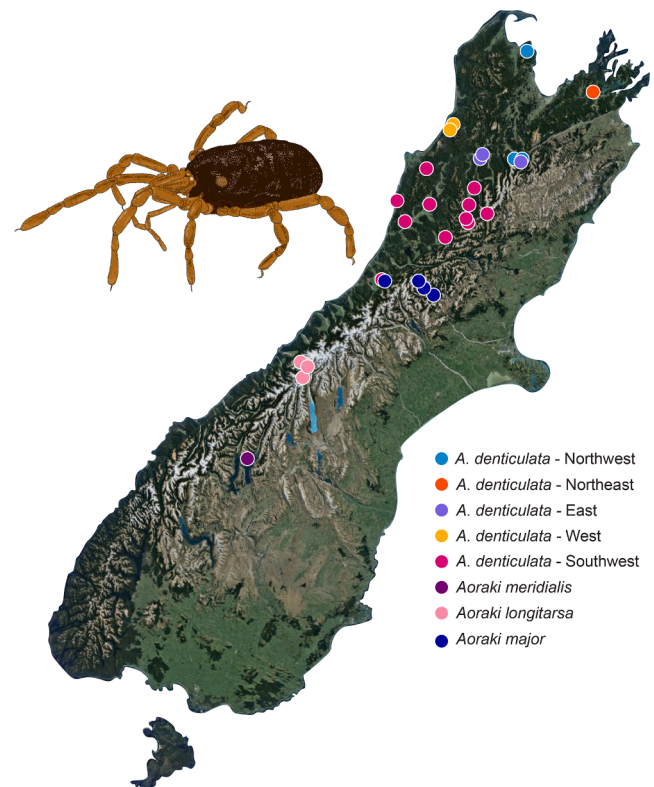 A. denticulata - Northwest
A. denticulata - Northeast
A. denticulata - East
A. denticulata - West
A. denticulata - Southwest
Aoraki meridialis
Aoraki longitarsa
Aoraki major